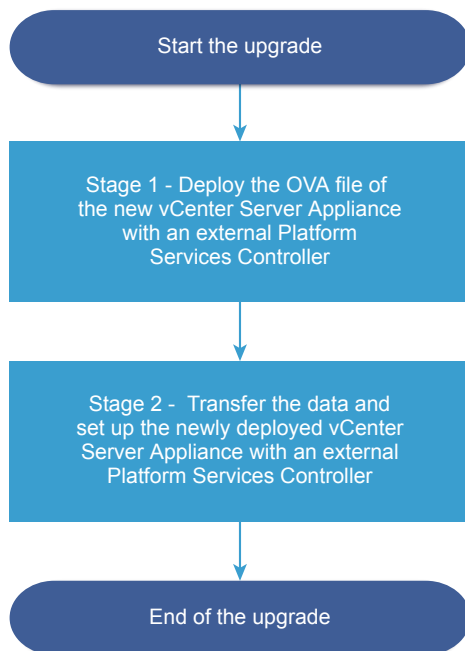 Start the upgrade
Stage 1 - Deploy the OVA file of
the new vCenter Server Appliance
with an external Platform
Services Controller
Stage 2 -  Transfer the data and
set up the newly deployed vCenter
Server Appliance with an external
Platform Services Controller
End of the upgrade